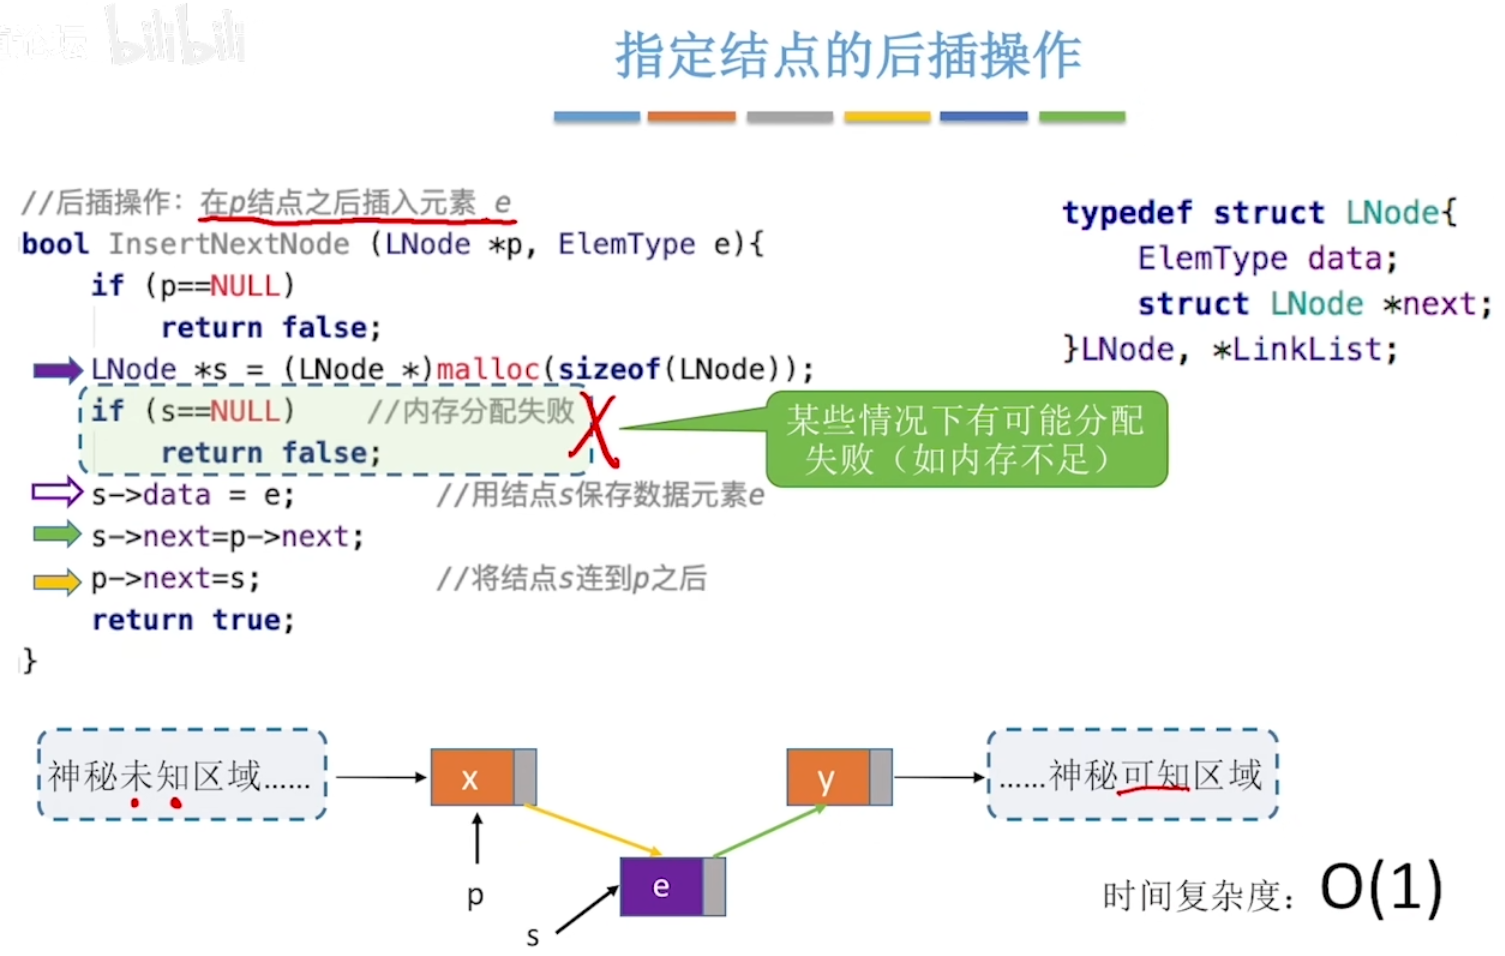 bilibili
指定结点的后插操作
//后插操作：在p结点之后插入元素 e
bool InsertNextNode (LNode *p, ElemType e){
if (p==NULL)
return false;
LNode *s = (LNode *)malloc(sizeof(LNode));
if (s==NULL) //内存分配失败
return false;
s->data = e; //用结点s保存数据元素e
s->next=p->next;
p->next=s; //将结点s连到p之后
return true;
}
typedef struct LNode{
ElemType data;
struct LNode *next;
}LNode, *LinkList;
某些情况下有可能分配
失败（如内存不足）
神秘未知区域……
x
y
……神秘可知区域
p
e
s
时间复杂度：O(1)